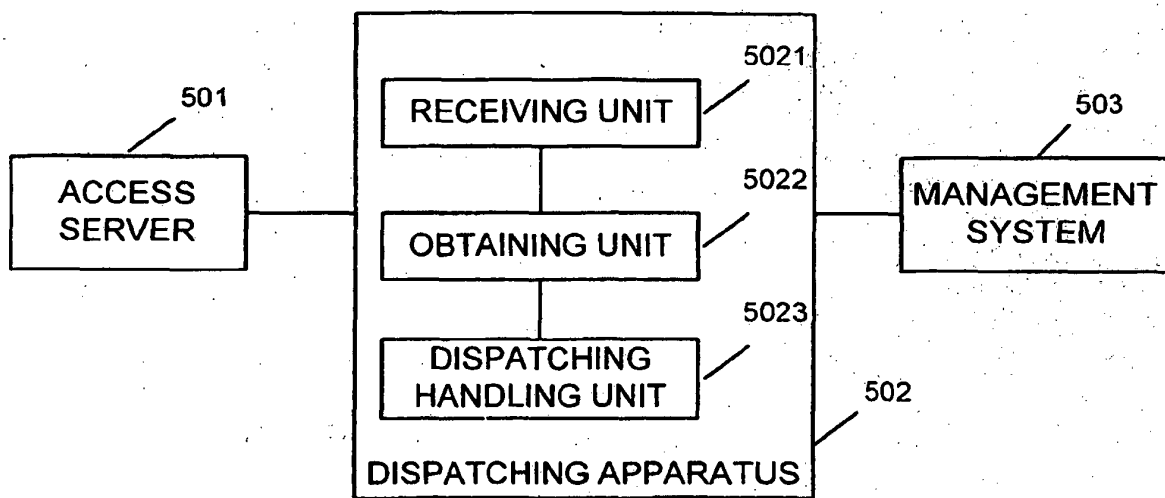 501
ACCESS
SERVER
5021
RECEIVING UNIT
5022
OBTAINING UNIT
5023
DISPATCHING
HANDLING UNIT
502
DISPATCHING APPARATUS
503
MANAGEMENT
SYSTEM